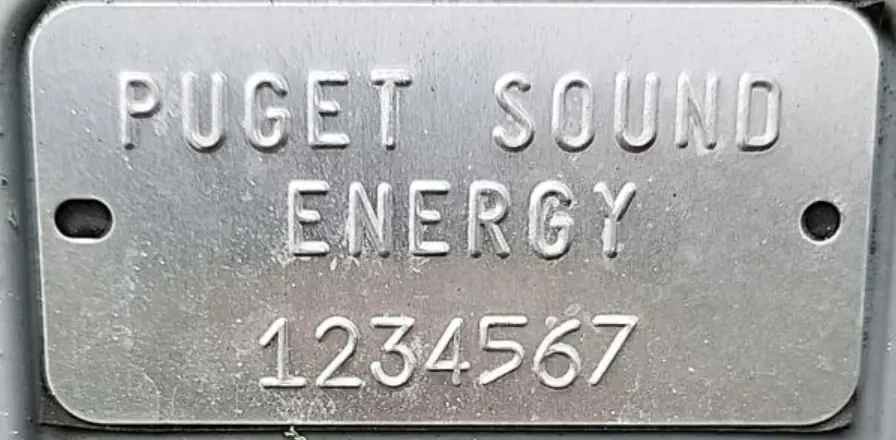 PUGET SOUND
ENERGY
1234567